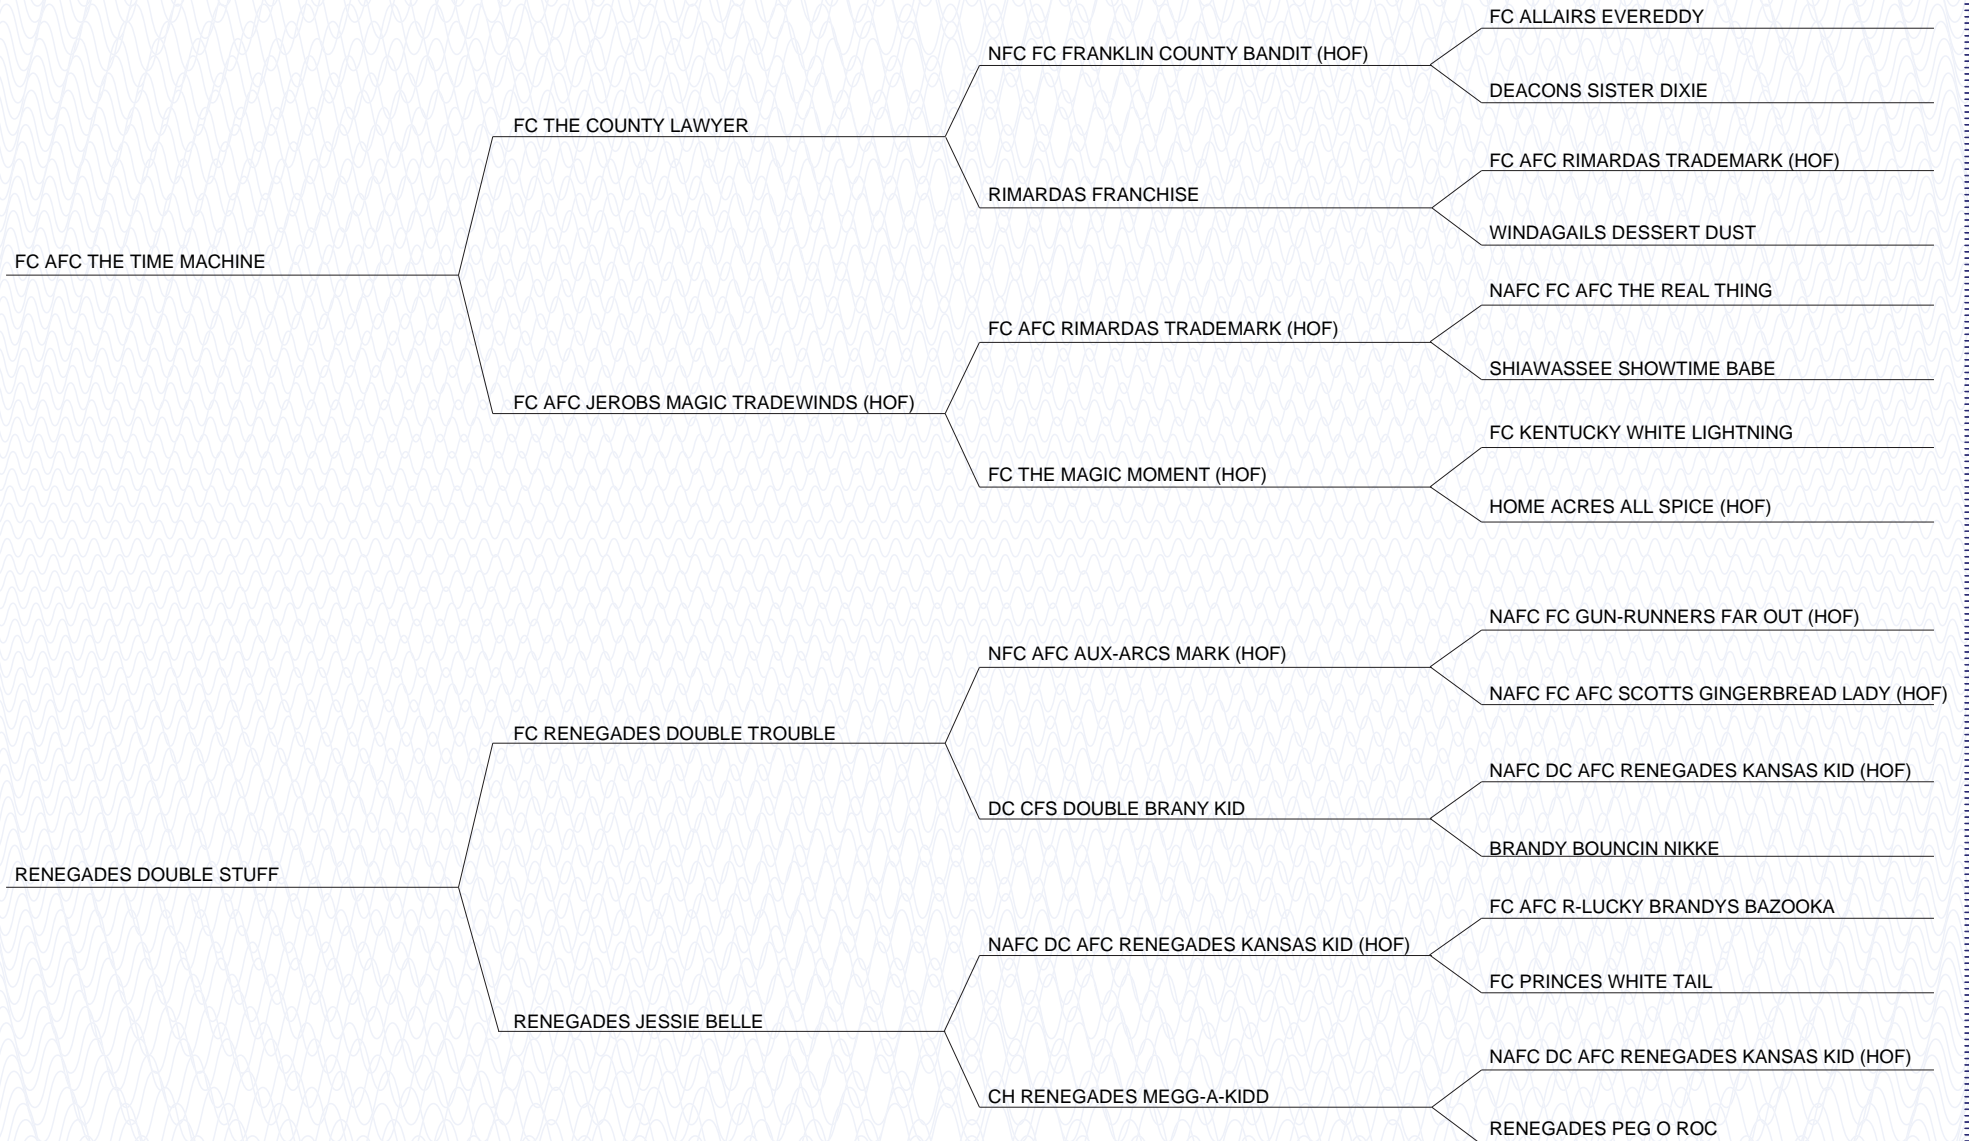 FC ALLAIRS EVEREDDY
NFC FC FRANKLIN COUNTY BANDIT (HOF)
DEACONS SISTER DIXIE
FC THE COUNTY LAWYER
FC AFC RIMARDAS TRADEMARK (HOF)
RIMARDAS FRANCHISE
WINDAGAILS DESSERT DUST
FC AFC THE TIME MACHINE
NAFC FC AFC THE REAL THING
FC AFC RIMARDAS TRADEMARK (HOF)
SHIAWASSEE SHOWTIME BABE
FC AFC JEROBS MAGIC TRADEWINDS (HOF)
FC KENTUCKY WHITE LIGHTNING
FC THE MAGIC MOMENT (HOF)
HOME ACRES ALL SPICE (HOF)
NAFC FC GUN-RUNNERS FAR OUT (HOF)
NFC AFC AUX-ARCS MARK (HOF)
NAFC FC AFC SCOTTS GINGERBREAD LADY (HOF)
FC RENEGADES DOUBLE TROUBLE
NAFC DC AFC RENEGADES KANSAS KID (HOF)
DC CFS DOUBLE BRANY KID
BRANDY BOUNCIN NIKKE
RENEGADES DOUBLE STUFF
FC AFC R-LUCKY BRANDYS BAZOOKA
NAFC DC AFC RENEGADES KANSAS KID (HOF)
FC PRINCES WHITE TAIL
RENEGADES JESSIE BELLE
NAFC DC AFC RENEGADES KANSAS KID (HOF)
CH RENEGADES MEGG-A-KIDD
RENEGADES PEG O ROC